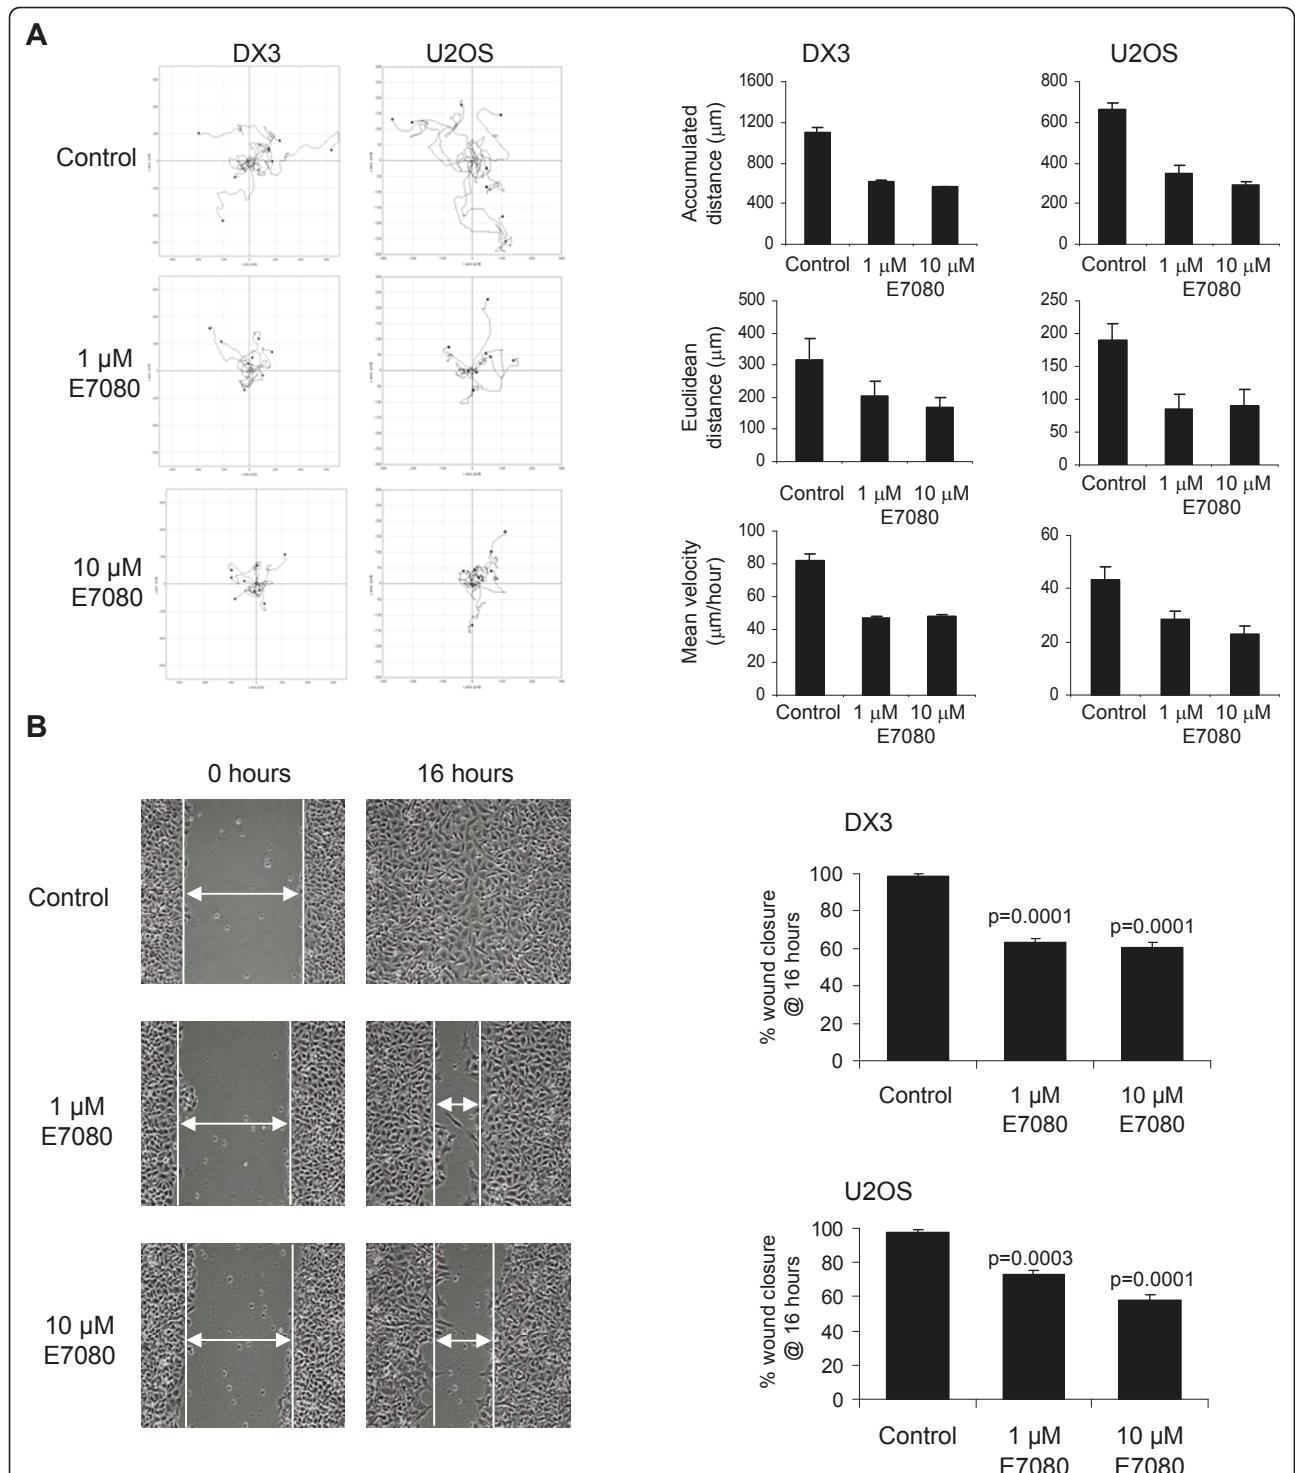 A
DX3
U2OS
DX3
U2OS
Control
1 µM
E7080
10 µM
E7080
Accumulated
distance (µm)
1600
1200
800
400
0
Control 1 µM 10 µM
E7080
800
600
400
200
0
Control 1 µM 10 µM
E7080
Euclidean
distance (µm)
500
400
300
200
100
0
Control 1 µM 10 µM
E7080
250
200
150
100
50
0
Control 1 µM 10 µM
E7080
Mean velocity
(µm/hour)
100
80
60
40
20
0
Control 1 µM 10 µM
E7080
60
40
20
0
Control 1 µM 10 µM
E7080
B
0 hours
16 hours
Control
1 µM
E7080
10 µM
E7080
DX3
% wound closure
@ 16 hours
100
80
60
40
20
0
p=0.0001
p=0.0001
Control
1 µM
E7080
10 µM
E7080
U2OS
% wound closure
@ 16 hours
100
80
60
40
20
0
p=0.0003
p=0.0001
Control
1 µM
E7080
10 µM
E7080